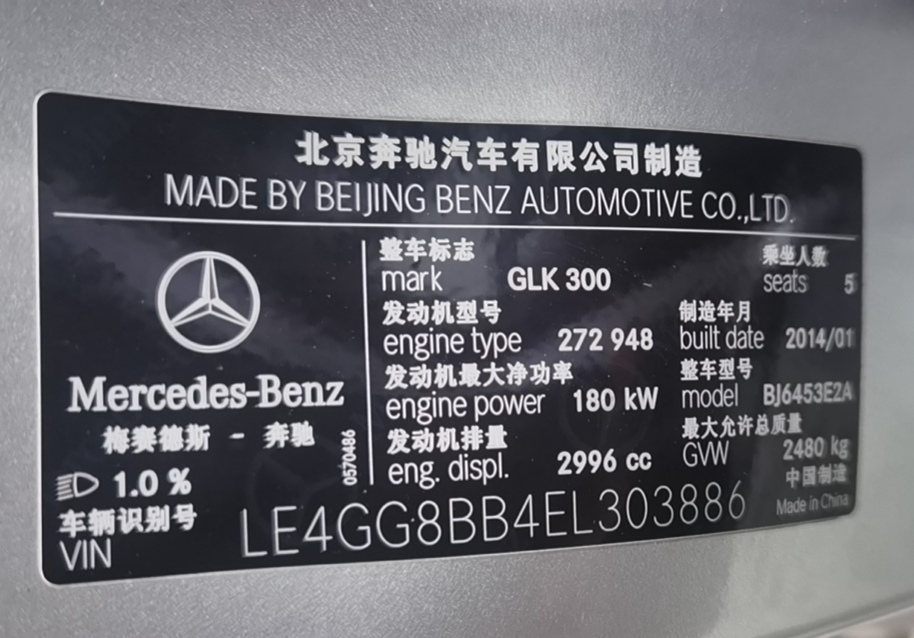 北京奔驰汽车有限公司制造
MADE BY BEIJING BENZ AUTOMOTIVE CO.,LTD.
整车标志
mark GLK 300
乘坐人数
seats 5
发动机型号
engine type 272 948
制造年月
built date 2014/01
发动机最大净功率
engine power 180 kW
整车型号
model BJ6453E2A
发动机排量
eng. displ. 2996 cc
最大允许总质量
GVW 2480 kg
中国制造
Made in China
Mercedes-Benz
梅赛德斯 - 奔驰
0570486
1.0 %
车辆识别号
VIN LE4GG8BB4EL303886